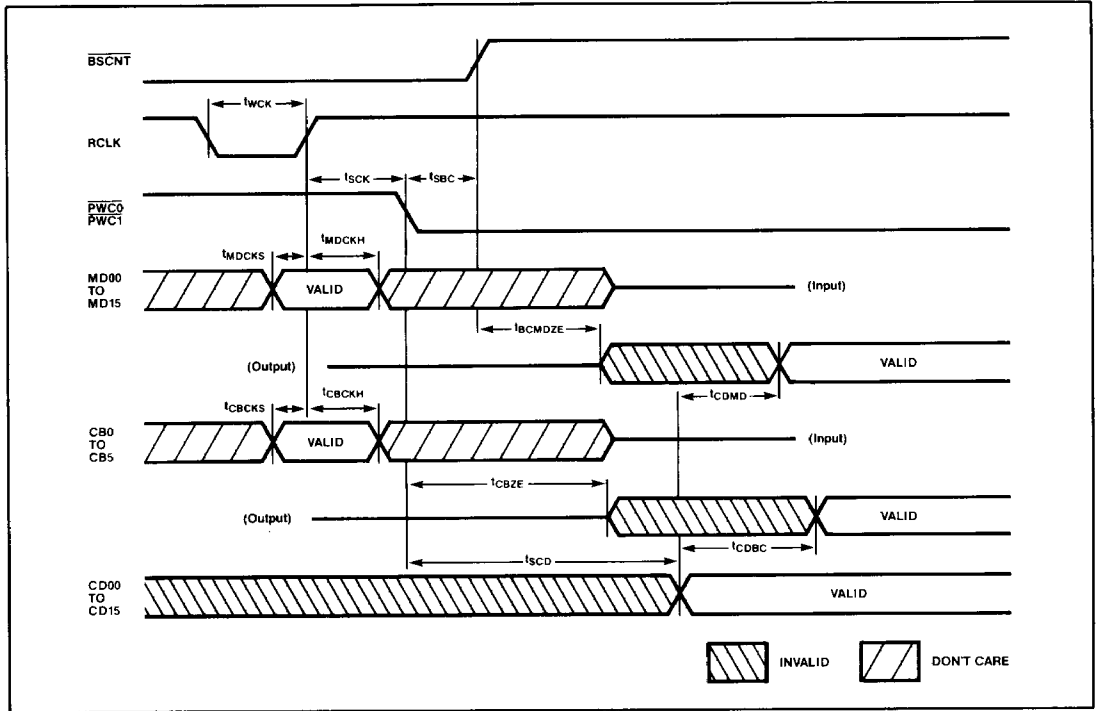 BSCNT
tWCK
RCLK
tSCK
tSBC
PWC0
PWC1
tMDCKS
tMDCKH
MD00
TO
MD15
VALID
(Input)
tBCMDZE
(Output)
VALID
tCDMD
tCBCKS
tCBCKH
CB0
TO
CB5
VALID
(Input)
tCBZE
(Output)
VALID
tCDBC
tSCD
CD00
TO
CD15
VALID
INVALID
DON'T CARE